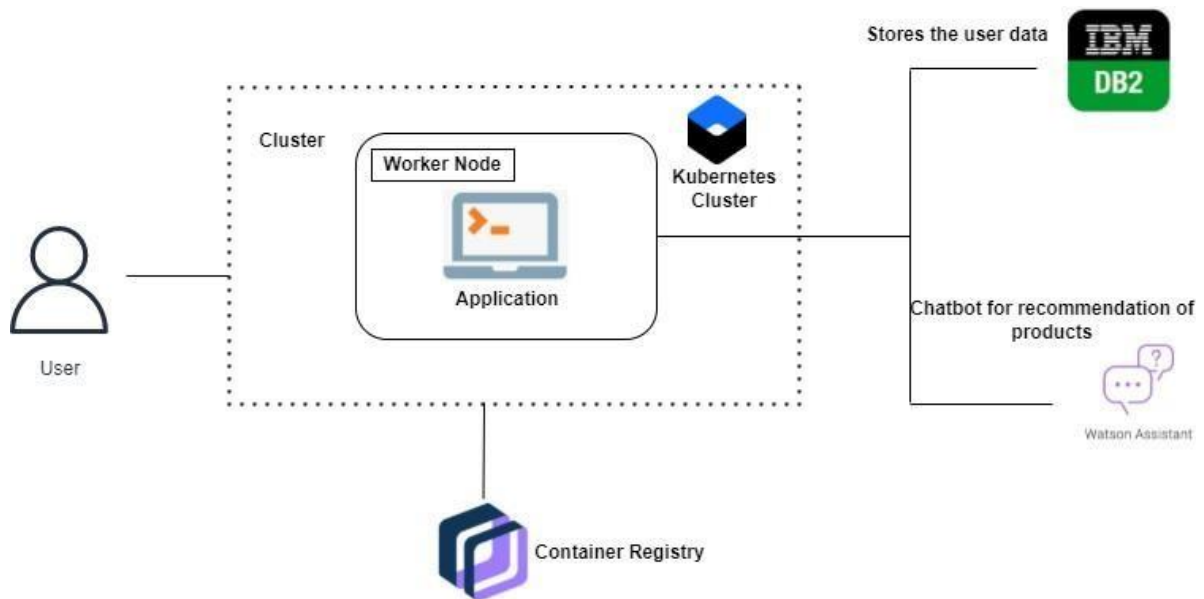 Stores the user data
IBM
DB2
Cluster
Worker Node
Kubernetes
Cluster
Application
User
Chatbot for recommendation of
products
?
Watson Assistant
Container Registry